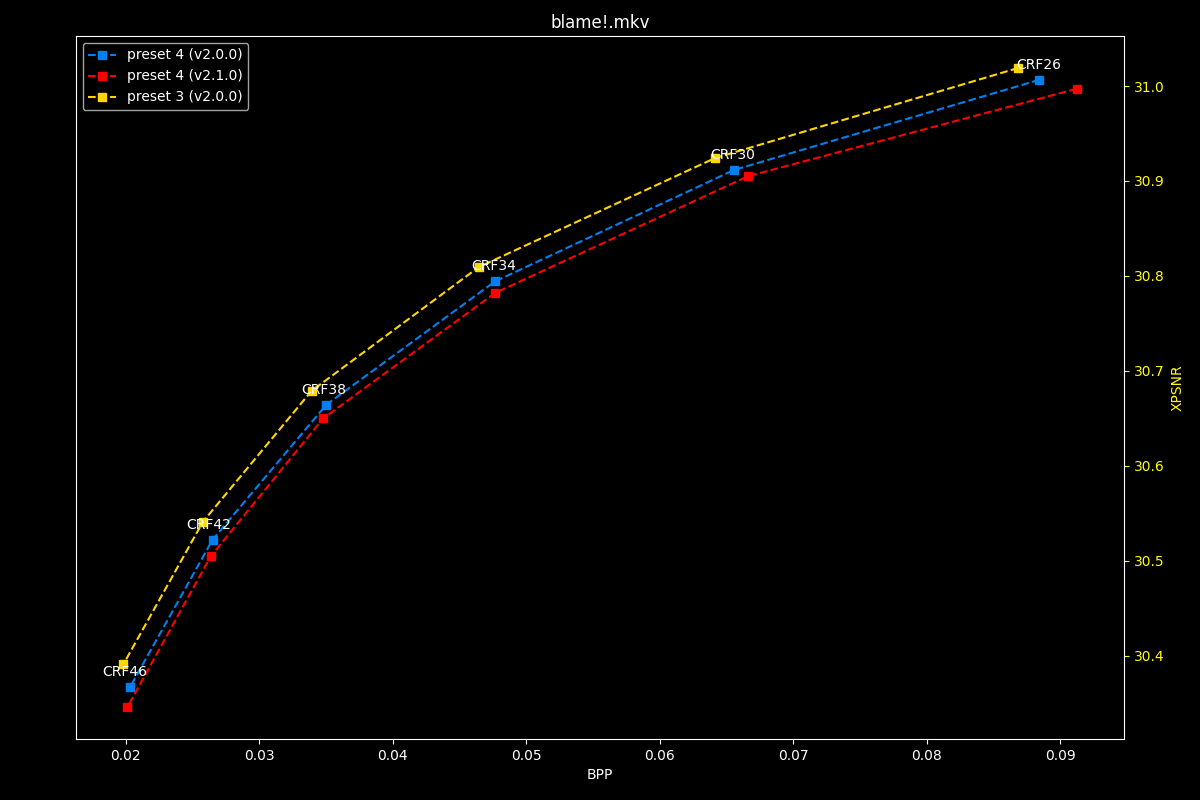 blame!.mkv
preset 4 (v2.0.0)
preset 4 (v2.1.0)
preset 3 (v2.0.0)
CRF26
CRF30
CRF34
CRF38
CRF42
CRF46
31.0
30.9
30.8
30.7
30.6
30.5
30.4
XPSNR
0.02 0.03 0.04 0.05 0.06 0.07 0.08 0.09
BPP